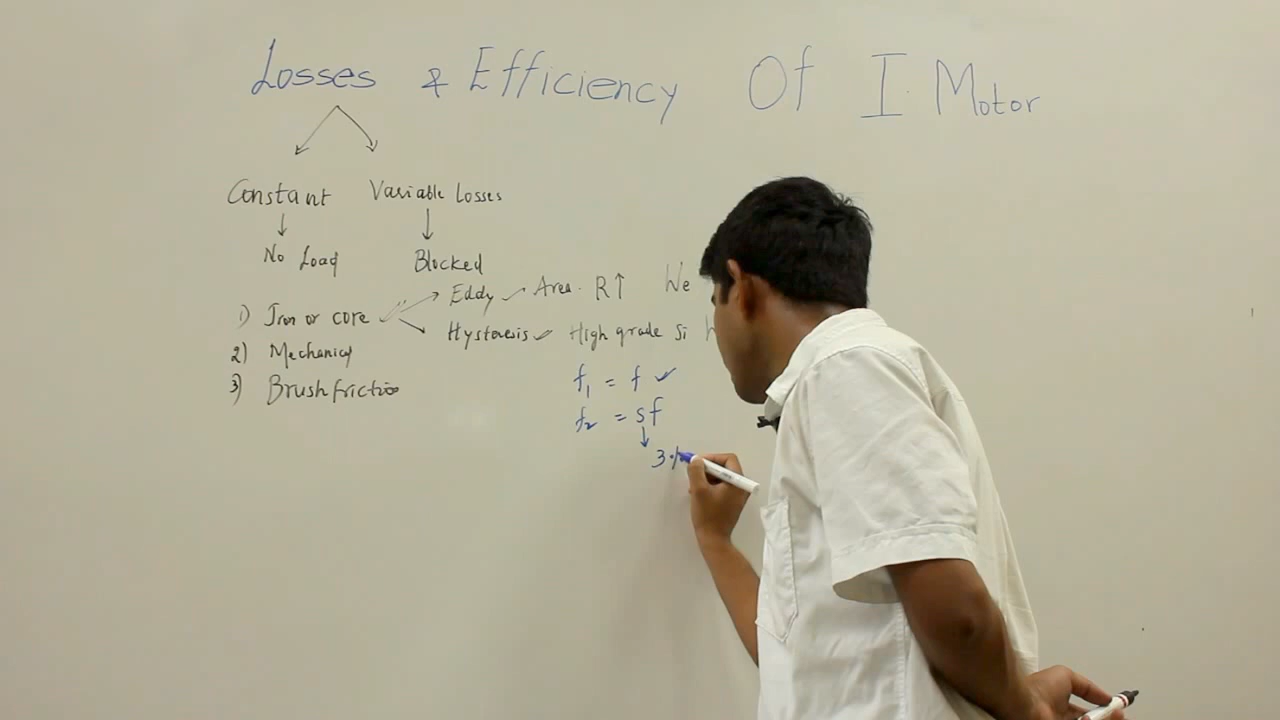 Losses & Efficiency Of I. Motor
Constant Variable Losses
No Load Blocked
Eddy Area. R↑ We
1) Iron or core
Hysteresis High grade Si
2) Mechanical
3) Brush friction
f1 = f
f2 = sf
3%